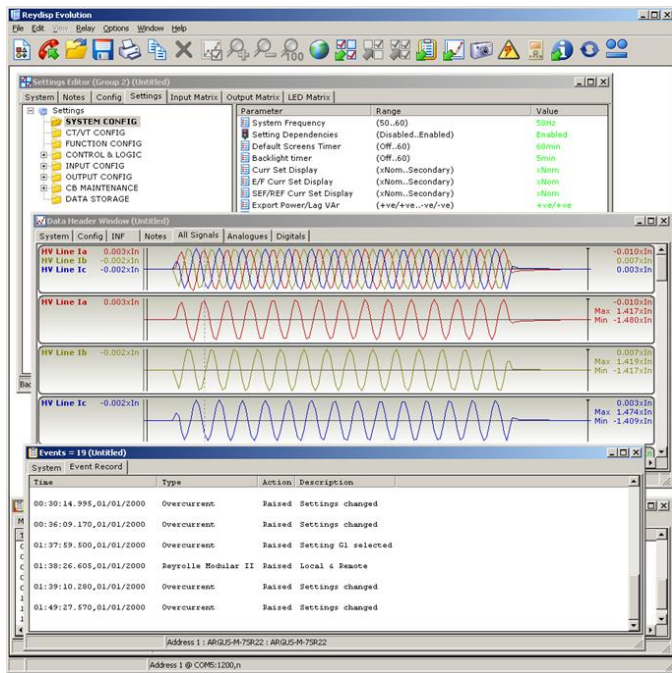 Reydisp Evolution
File Edit View Relay Options Window Help
Settings Editor (Group 2) (Untitled)
System Notes Config Settings Input Matrix Output Matrix LED Matrix
Settings
SYSTEM CONFIG
CT/VT CONFIG
FUNCTION CONFIG
CONTROL & LOGIC
INPUT CONFIG
OUTPUT CONFIG
CB MAINTENANCE
DATA STORAGE
Parameter Range Value
System Frequency (50..60) 50Hz
Setting Dependencies (Disabled..Enabled) Enabled
Default Screens Timer (Off..60) 60min
Backlight timer (Off..60) 5min
Curr Set Display (xNom..Secondary) xNom
E/F Curr Set Display (xNom..Secondary) xNom
SEF/REF Curr Set Display (xNom..Secondary) xNom
Export Power/Lag VAr (+ve/+ve..-ve/-ve) +ve/+ve
Data Header Window (Untitled)
System Config INF Notes All Signals Analogues Digitals
HV Line Ia 0.003xIn -0.010xIn
HV Line Ib -0.002xIn 0.007xIn
HV Line Ic -0.002xIn 0.003xIn
HV Line Ia 0.003xIn -0.010xIn
Max 1.417xIn
Min -1.480xIn
HV Line Ib -0.002xIn 0.007xIn
Max 1.419xIn
Min -1.417xIn
HV Line Ic -0.002xIn 0.003xIn
Max 1.474xIn
Min -1.409xIn
Events = 19 (Untitled)
System Event Record
Time Type Action Description
00:30:14.995,01/01/2000 Overcurrent Raised Settings changed
00:36:09.170,01/01/2000 Overcurrent Raised Settings changed
01:37:59.500,01/01/2000 Overcurrent Raised Setting G1 selected
01:38:26.605,01/01/2000 Reyrolle Modular II Raised Local & Remote
01:39:10.280,01/01/2000 Overcurrent Raised Settings changed
01:49:27.570,01/01/2000 Overcurrent Raised Settings changed
Address 1 : ARGUS-M-7SR22 : ARGUS-M-7SR22
Address 1 @ COM5:1200,n